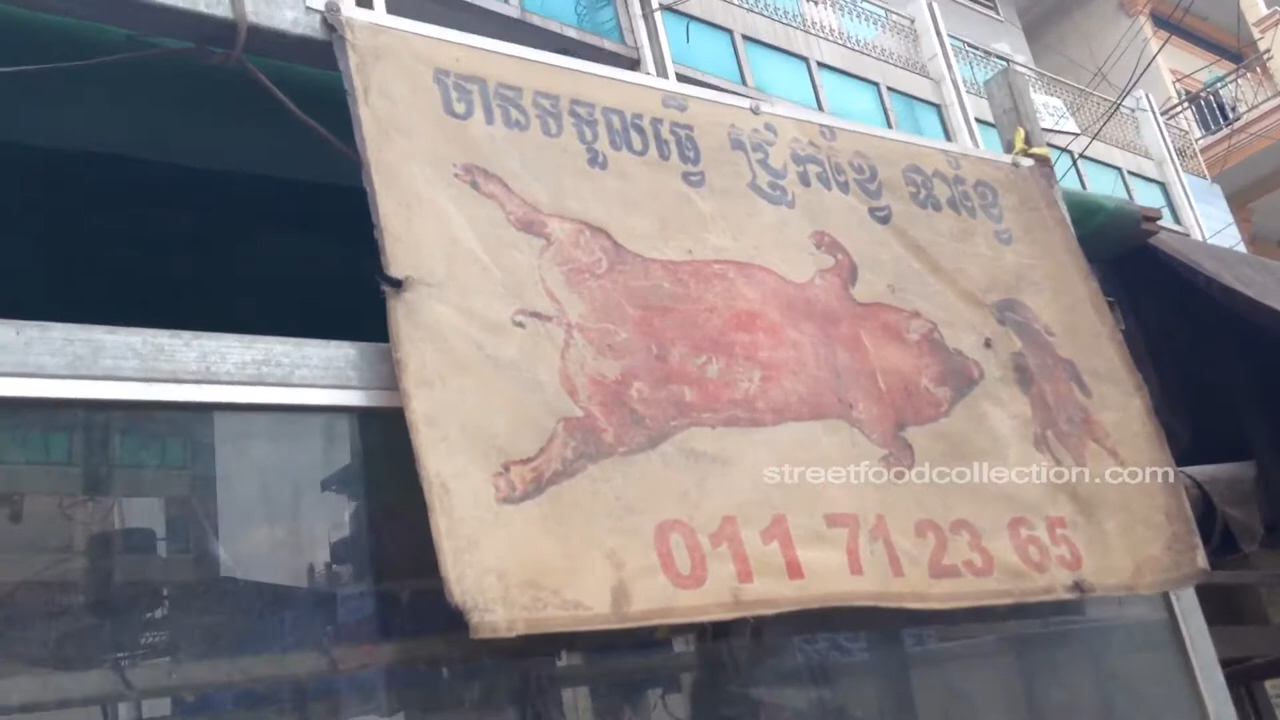 មានទទួលធ្វើ ជ្រូកខ្វៃ ទាខ្វៃ
streetfoodcollection.com
011 71 23 65